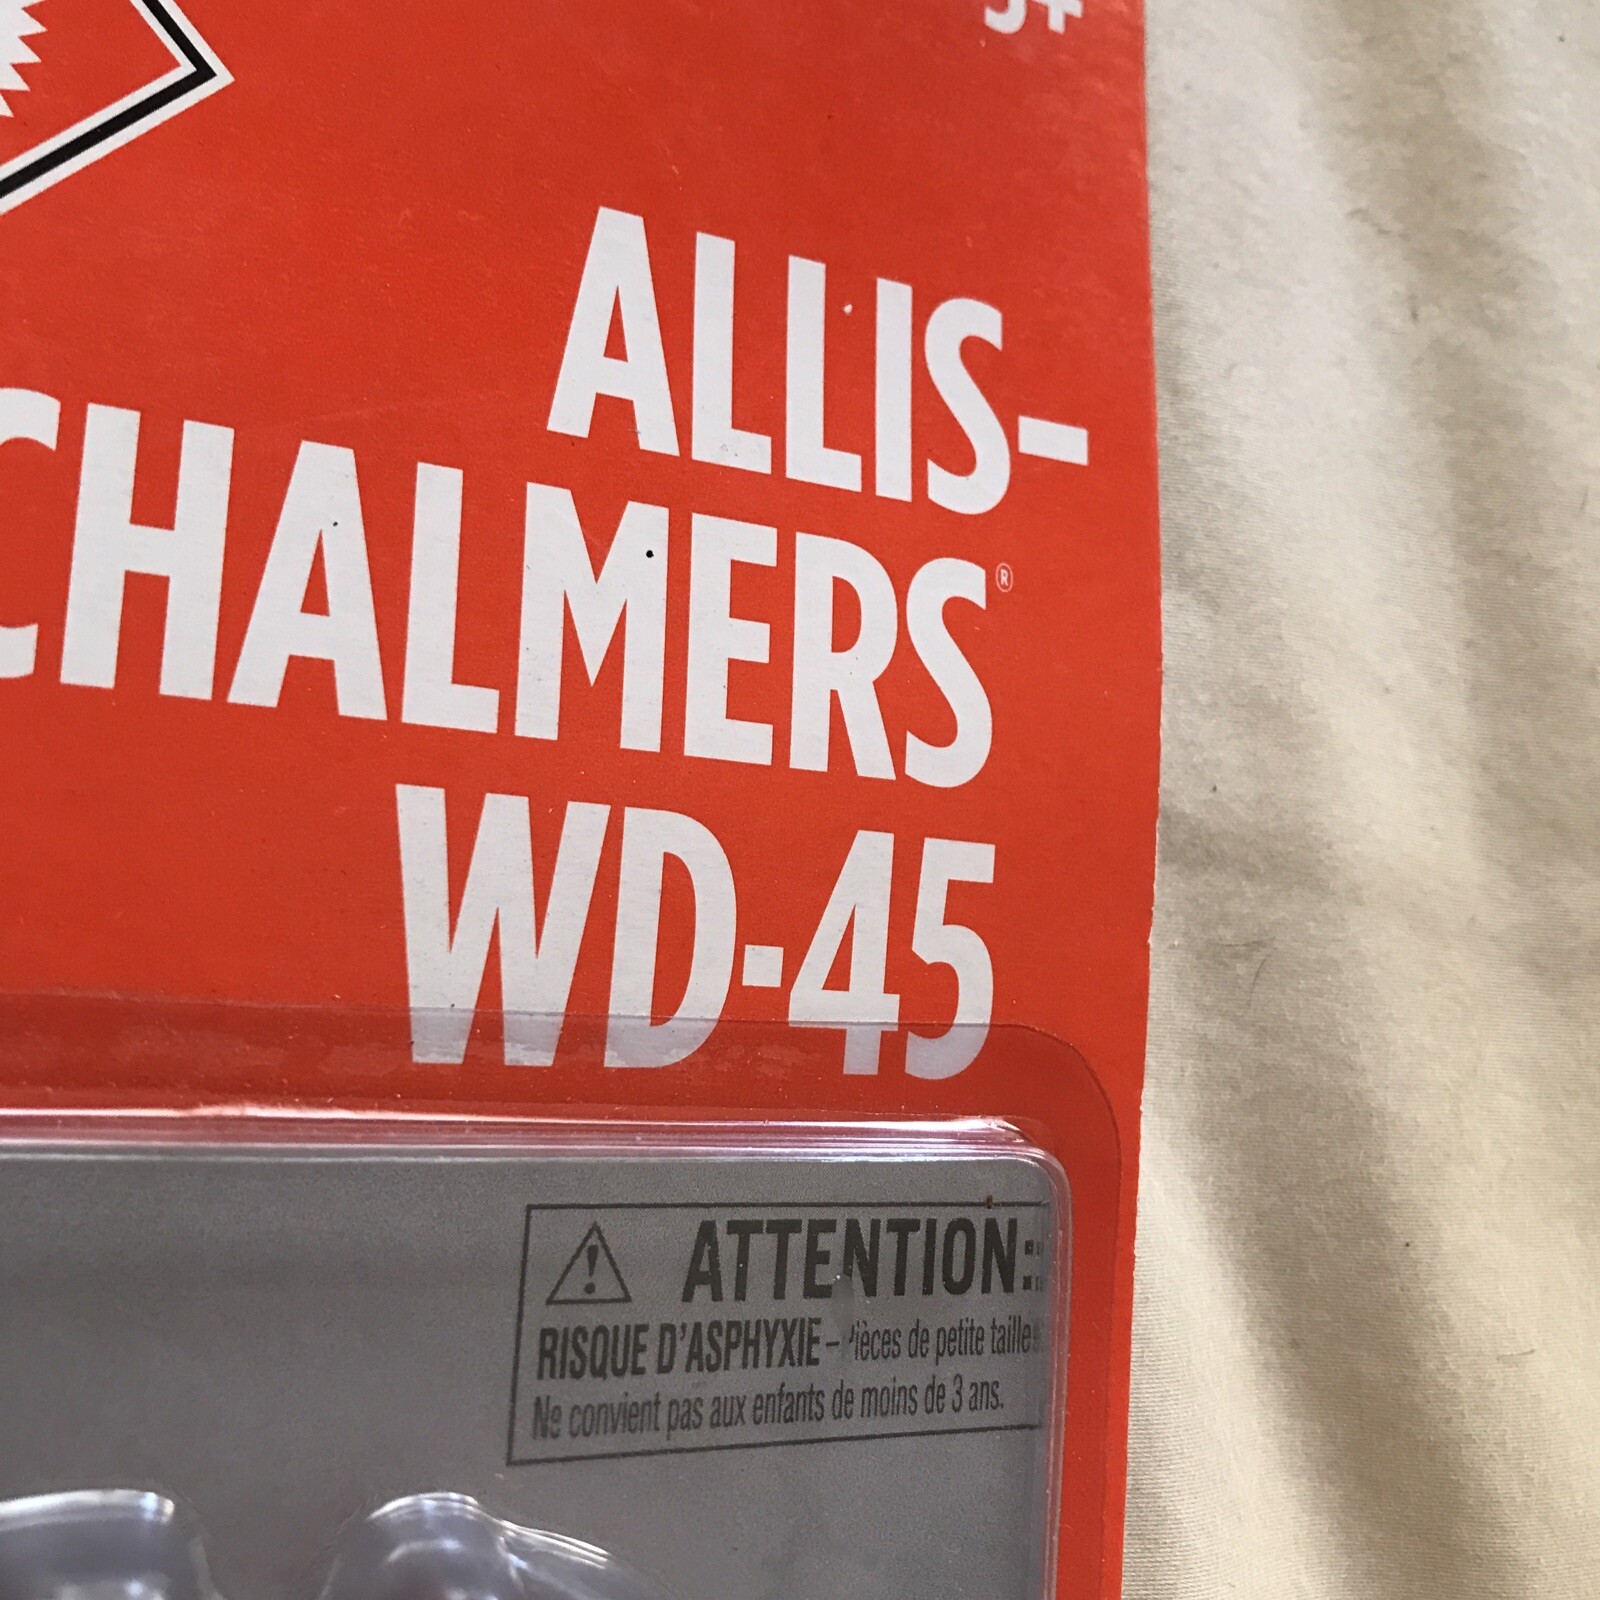 ALLIS-
CHALMERS®
WD-45
ATTENTION:
RISQUE D'ASPHYXIE – Pièces de petite taille
Ne convient pas aux enfants de moins de 3 ans.